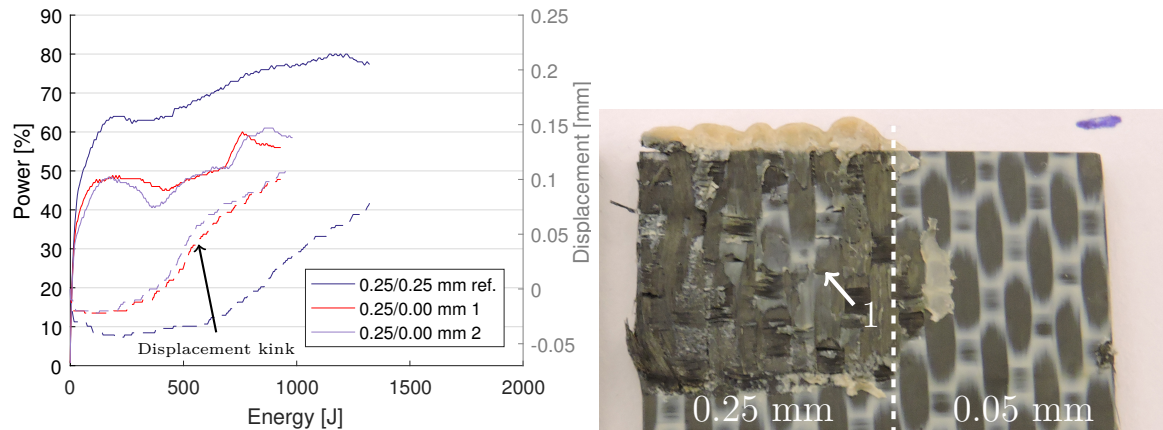 90
80
70
60
50
40
30
20
10
0
Power [%]
0.25
0.2
0.15
0.1
0.05
0
-0.05
Displacement [mm]
0.25/0.25 mm ref.
0.25/0.00 mm 1
0.25/0.00 mm 2
Displacement kink
0
500
1000
1500
2000
Energy [J]
1
0.25 mm
0.05 mm